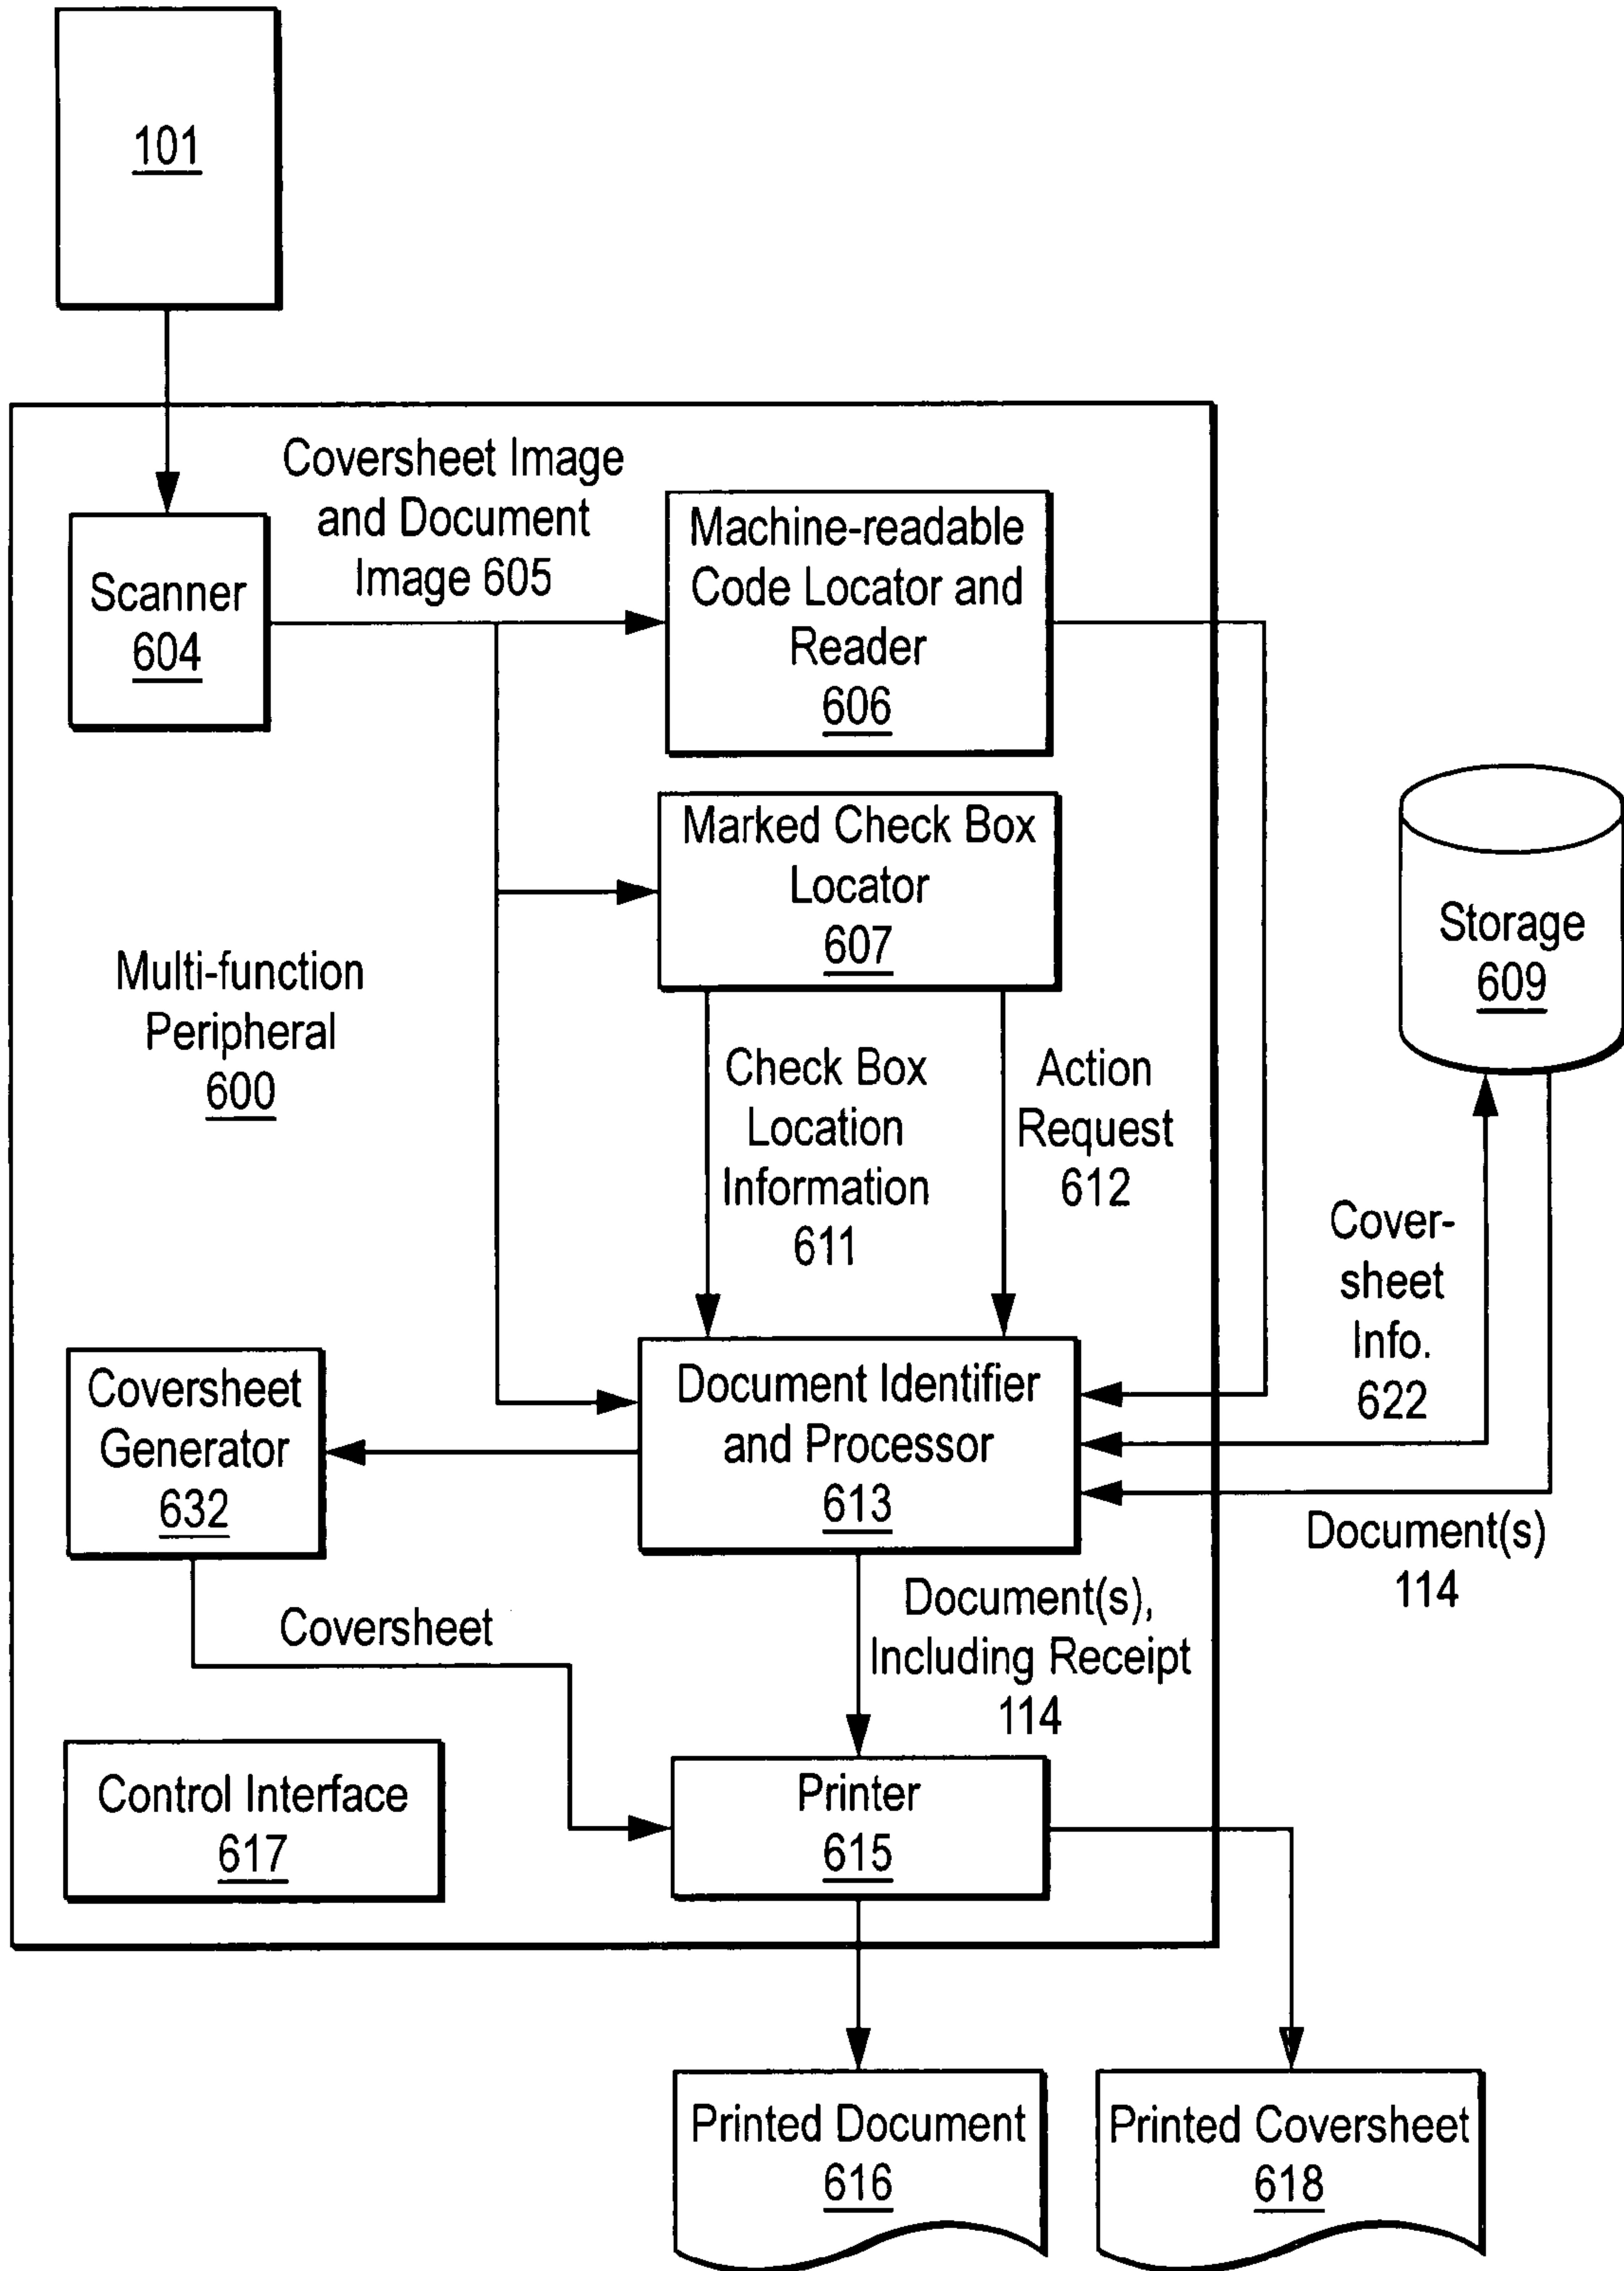 101
Coversheet Image
and Document
Image 605
Scanner
604
Machine-readable
Code Locator and
Reader
606
Marked Check Box
Locator
607
Storage
609
Multi-function
Peripheral
600
Check Box
Location
Information
611
Action
Request
612
Cover-
sheet
Info.
622
Coversheet
Generator
632
Document Identifier
and Processor
613
Document(s)
114
Coversheet
Document(s),
Including Receipt
114
Control Interface
617
Printer
615
Printed Document
616
Printed Coversheet
618